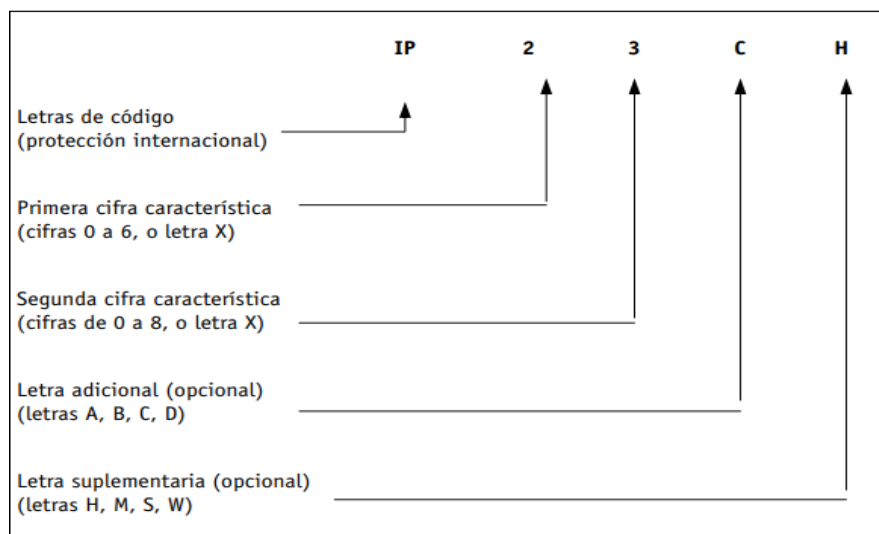 IP 2 3 C H
Letras de código
(protección internacional)
Primera cifra característica
(cifras 0 a 6, o letra X)
Segunda cifra característica
(cifras de 0 a 8, o letra X)
Letra adicional (opcional)
(letras A, B, C, D)
Letra suplementaria (opcional)
(letras H, M, S, W)